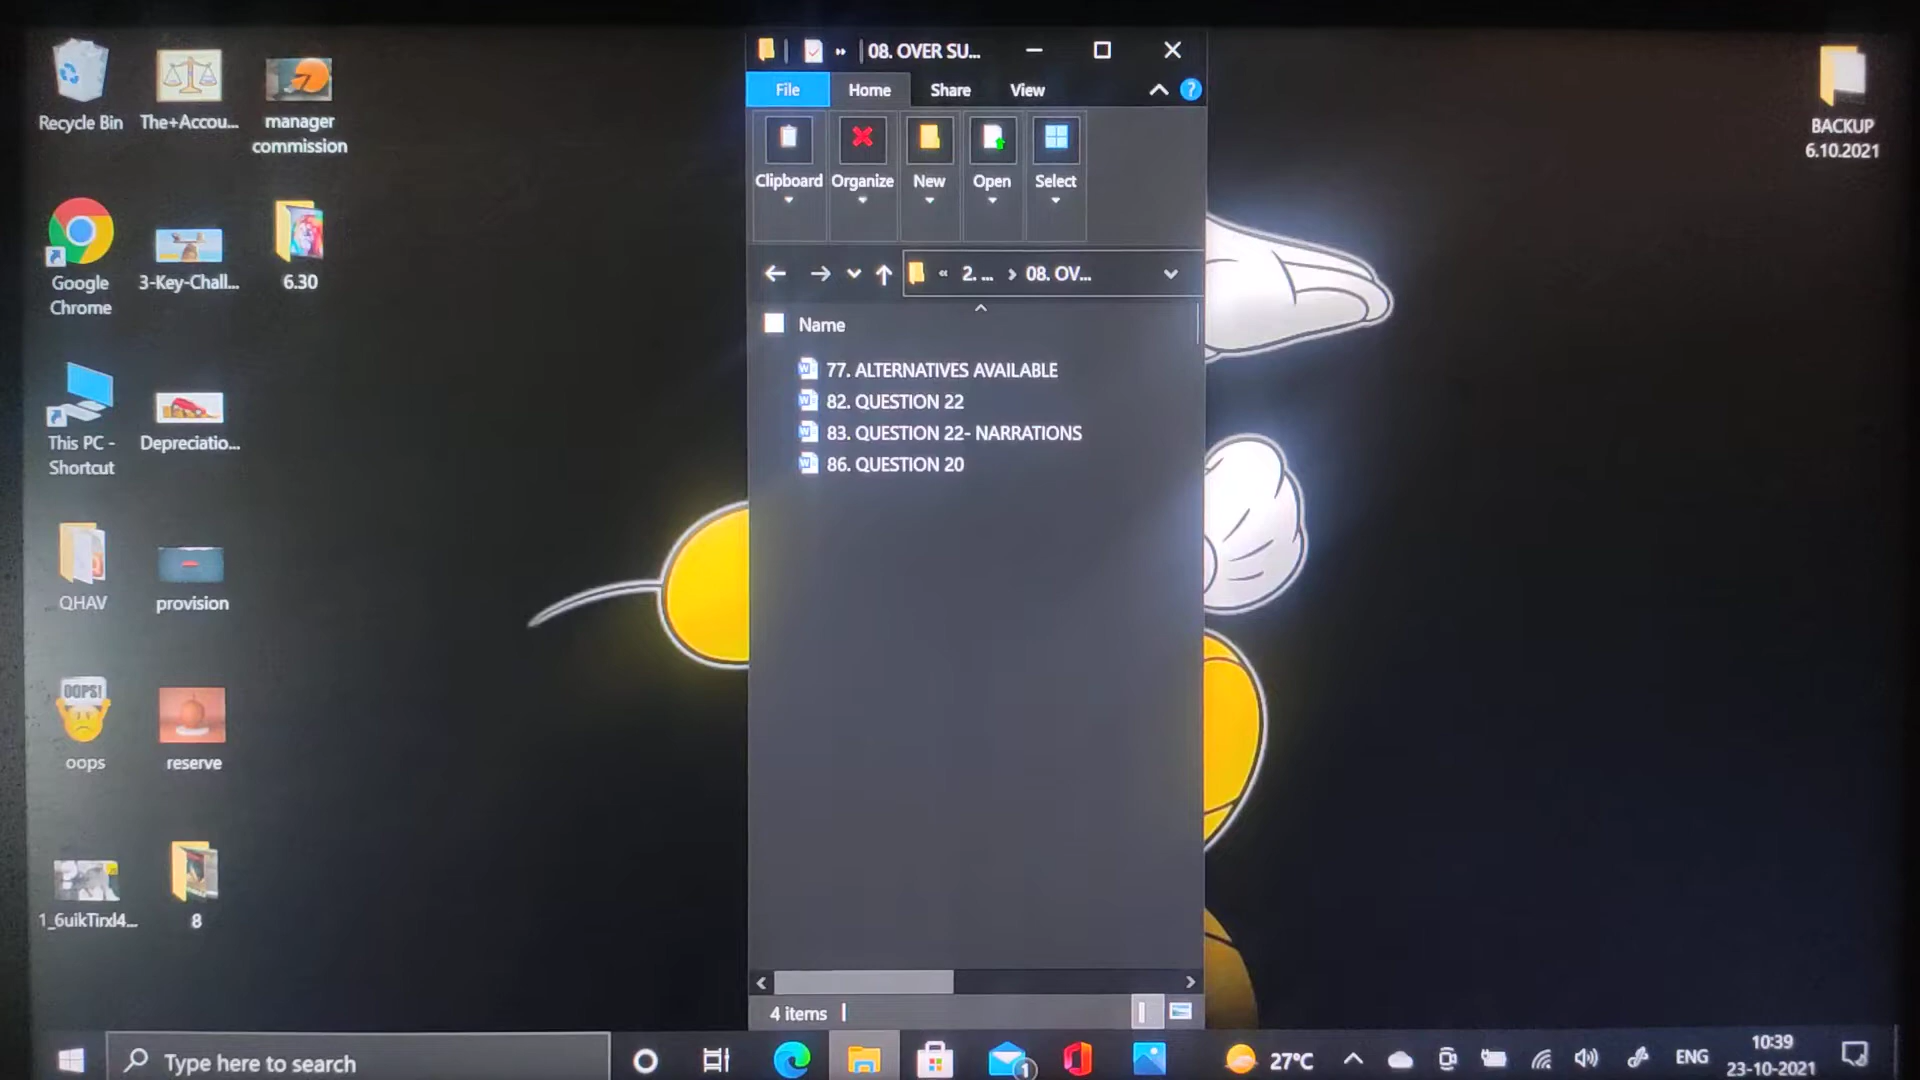 08. OVER SU...
File
Home
Share
View
?
Clipboard
Organize
New
Open
Select
« 2. ... > 08. OV...
Name
77. ALTERNATIVES AVAILABLE
82. QUESTION 22
83. QUESTION 22- NARRATIONS
86. QUESTION 20
4 items
Recycle Bin
The+Accou...
manager
commission
Google
Chrome
3-Key-Chall...
6.30
This PC -
Shortcut
Depreciatio...
QHAV
provision
OOPS!
oops
reserve
1_6uikTirxl4...
8
BACKUP
6.10.2021
Type here to search
1
27°C
ENG
10:39
23-10-2021